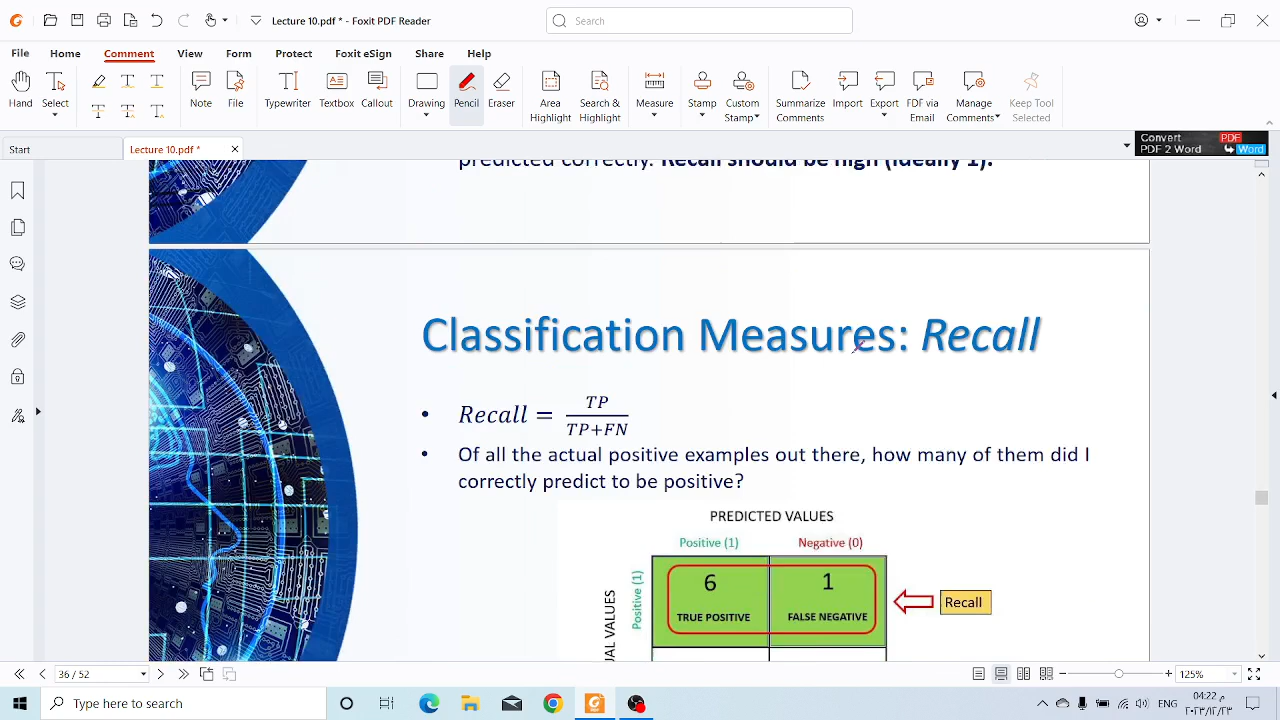 Lecture 10.pdf * - Foxit PDF Reader
Search
File Home Comment View Form Protect Foxit eSign Share Help
Hand Select Note File Typewriter Textbox Callout Drawing Pencil Eraser Area Highlight Search & Highlight Measure Stamp Custom Stamp Summarize Comments Import Export FDF via Email Manage Comments Keep Tool Selected
Start Lecture 10.pdf *
Convert PDF
PDF 2 Word Word
predicted correctly. Recall should be high (ideally 1).
Classification Measures: Recall
• Recall = TP / TP+FN
• Of all the actual positive examples out there, how many of them did I
correctly predict to be positive?
PREDICTED VALUES
Positive (1) Negative (0)
Positive (1)
6 1
TRUE POSITIVE FALSE NEGATIVE
Recall
UAL VALUES
36 / 52
125%
Type here to search
ENG
04:22